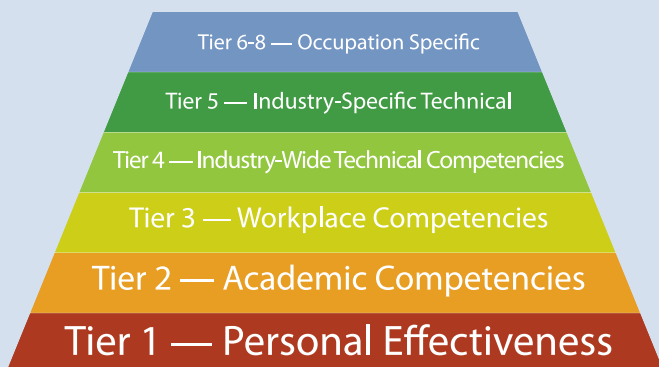 Tier 6-8 — Occupation Specific
Tier 5 — Industry-Specific Technical
Tier 4 — Industry-Wide Technical Competencies
Tier 3 — Workplace Competencies
Tier 2 — Academic Competencies
Tier 1 — Personal Effectiveness